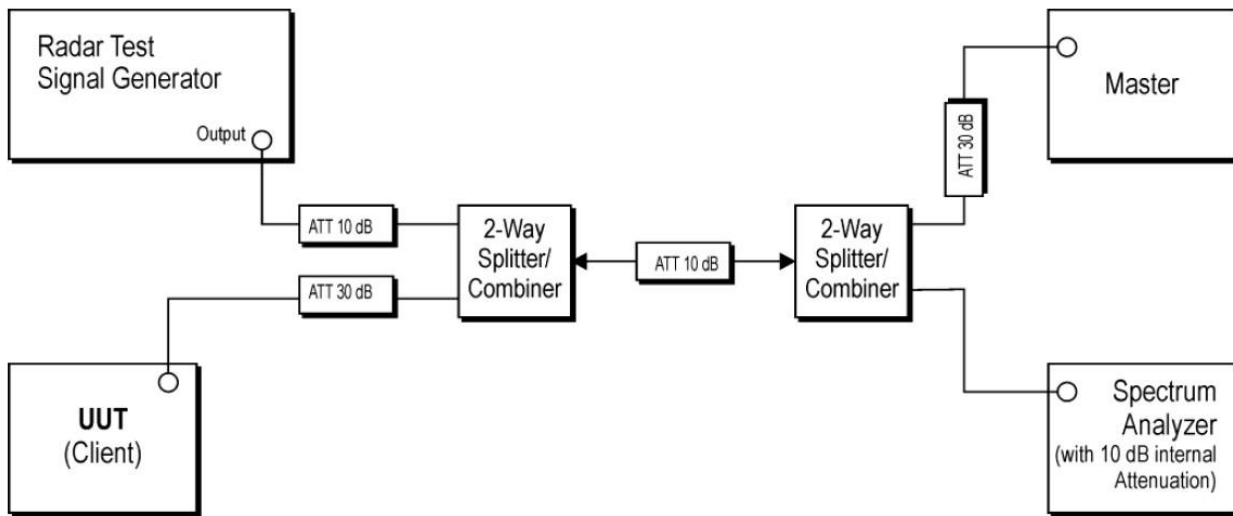 Radar Test
Signal Generator
Output
ATT 10 dB
ATT 30 dB
UUT
(Client)
2-Way
Splitter/
Combiner
ATT 10 dB
2-Way
Splitter/
Combiner
ATT 30 dB
Master
Spectrum
Analyzer
(with 10 dB internal
Attenuation)